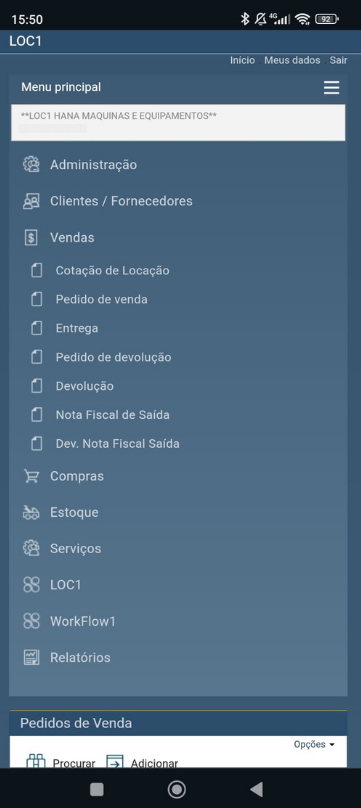 15:50
4G
92
LOC1
Início Meus dados Sair
Menu principal
**LOC1 HANA MAQUINAS E EQUIPAMENTOS**
Administração
Clientes / Fornecedores
Vendas
Cotação de Locação
Pedido de venda
Entrega
Pedido de devolução
Devolução
Nota Fiscal de Saída
Dev. Nota Fiscal Saída
Compras
Estoque
Serviços
LOC1
WorkFlow1
Relatórios
Pedidos de Venda
Opções
Procurar Adicionar